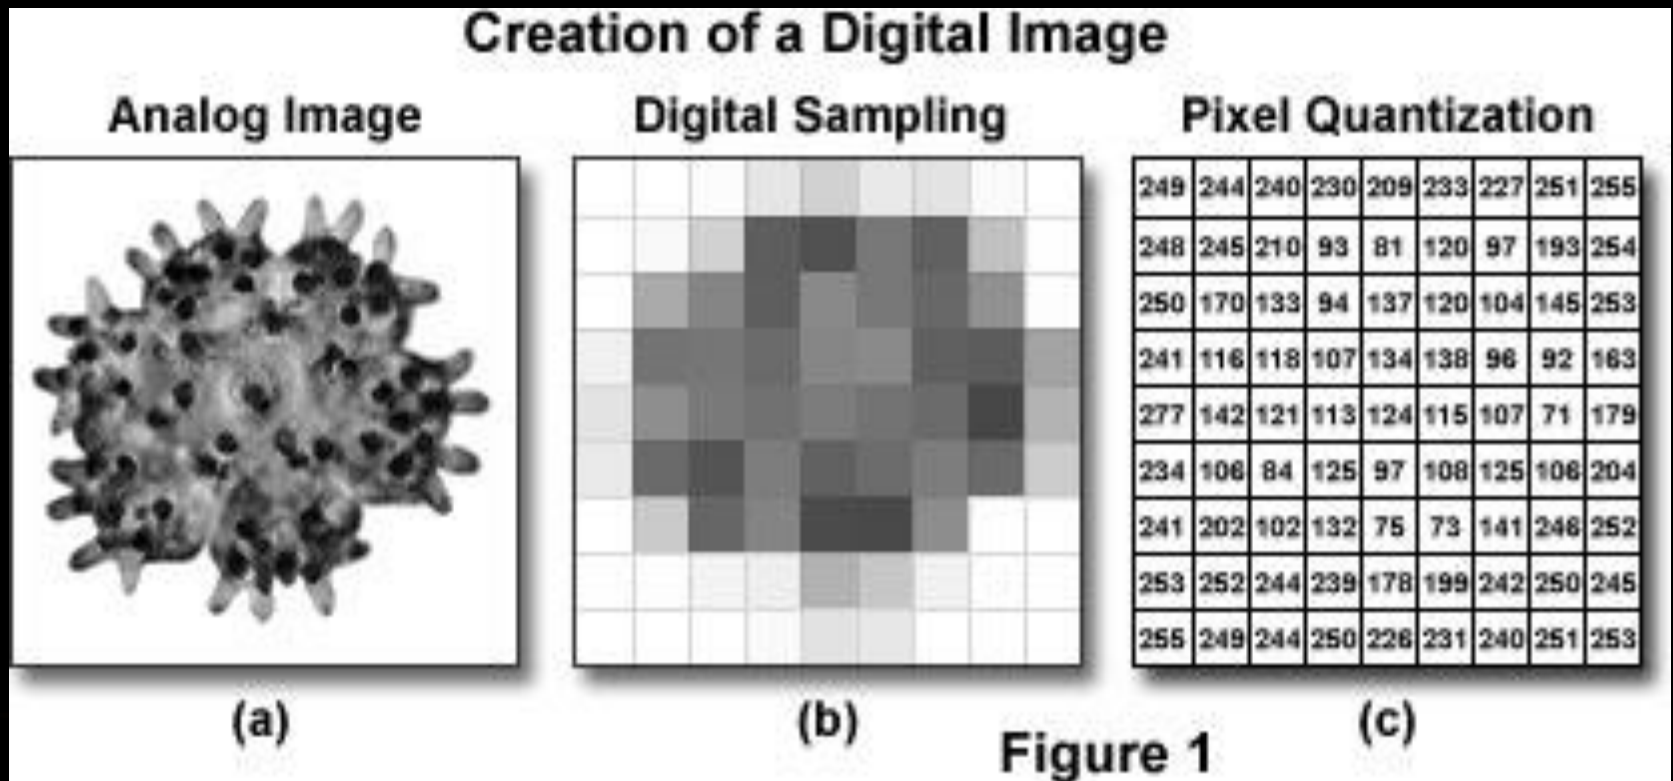 Creation of a Digital Image
Analog Image Digital Sampling Pixel Quantization
249 244 240 230 209 233 227 251 255
248 245 210 93 81 120 97 193 254
250 170 133 94 137 120 104 145 253
241 116 118 107 134 138 96 92 163
277 142 121 113 124 115 107 71 179
234 106 84 125 97 108 125 106 204
241 202 102 132 75 73 141 246 252
253 252 244 239 178 199 242 250 245
255 249 244 250 226 231 240 251 253
(a) (b) (c)
Figure 1